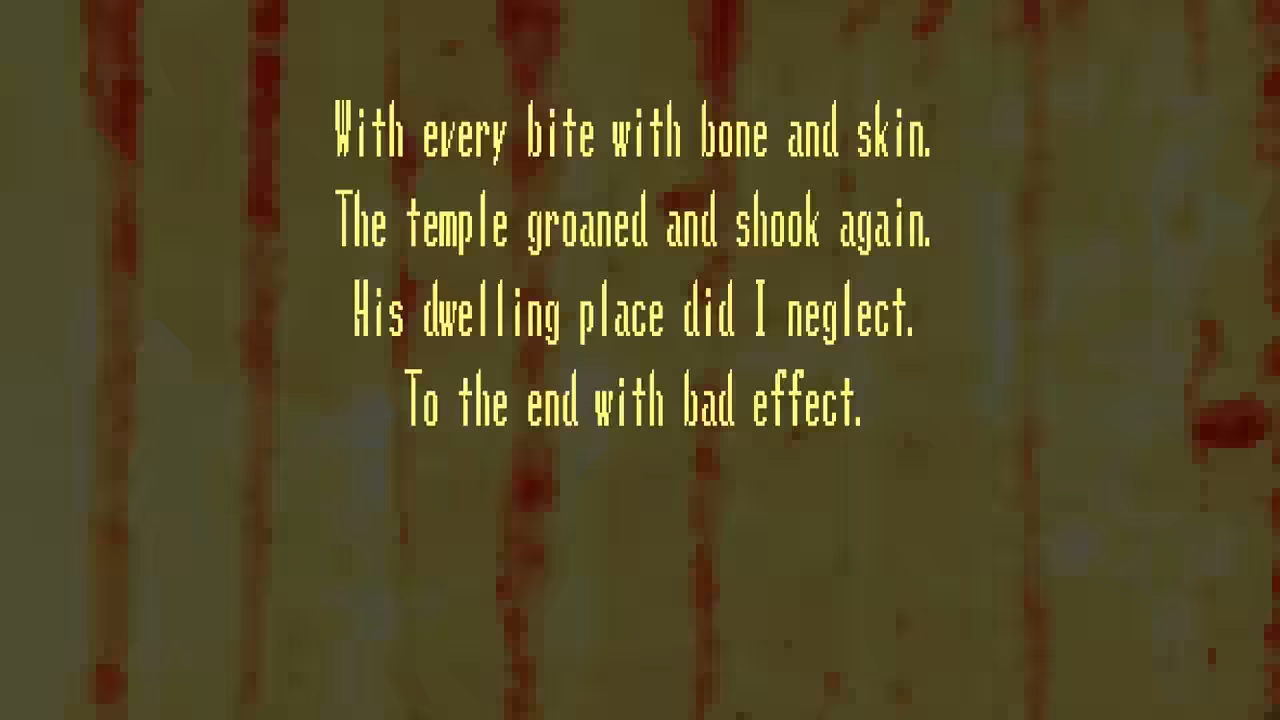 With every bite with bone and skin.
The temple groaned and shook again.
His dwelling place did I neglect.
To the end with bad effect.